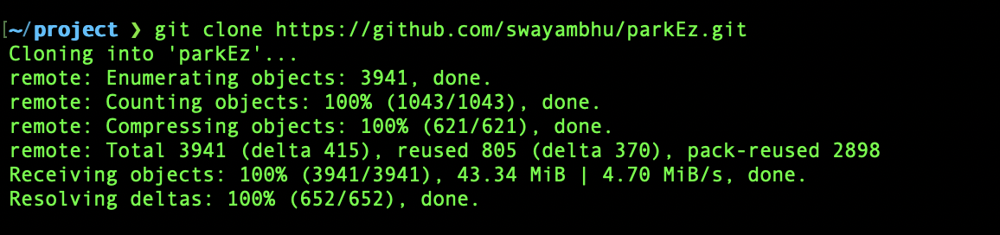 [~/project ❯ git clone https://github.com/swayambhu/parkEz.git
Cloning into 'parkEz'...
remote: Enumerating objects: 3941, done.
remote: Counting objects: 100% (1043/1043), done.
remote: Compressing objects: 100% (621/621), done.
remote: Total 3941 (delta 415), reused 805 (delta 370), pack-reused 2898
Receiving objects: 100% (3941/3941), 43.34 MiB | 4.70 MiB/s, done.
Resolving deltas: 100% (652/652), done.